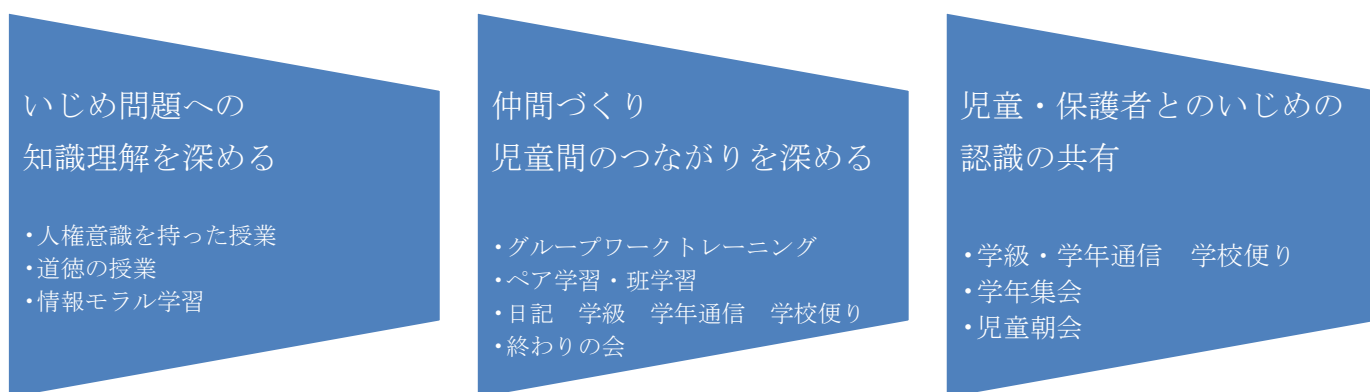 いじめ問題への
知識理解を深める
・人権意識を持った授業
・道徳の授業
・情報モラル学習
仲間づくり
児童間のつながりを深める
・グループワークトレーニング
・ペア学習・班学習
・日記　学級　学年通信　学校便り
・終わりの会
児童・保護者とのいじめの
認識の共有
・学級・学年通信　学校便り
・学年集会
・児童朝会